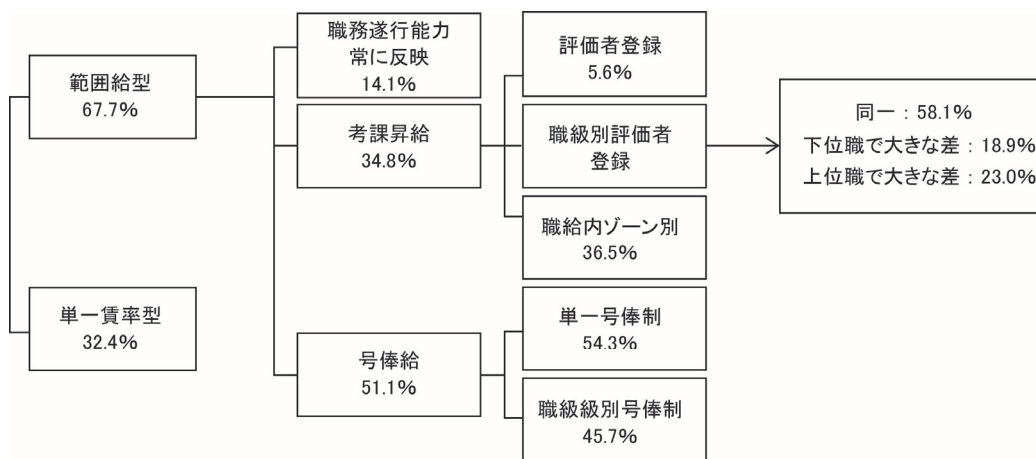 範囲給型
67.7%
単一賃率型
32.4%
職務遂行能力
常に反映
14.1%
考課昇給
34.8%
号俸給
51.1%
評価者登録
5.6%
職級別評価者
登録
職給内ゾーン別
36.5%
単一号俸制
54.3%
職級級別号俸制
45.7%
同一：58.1%
下位職で大きな差：18.9%
上位職で大きな差：23.0%